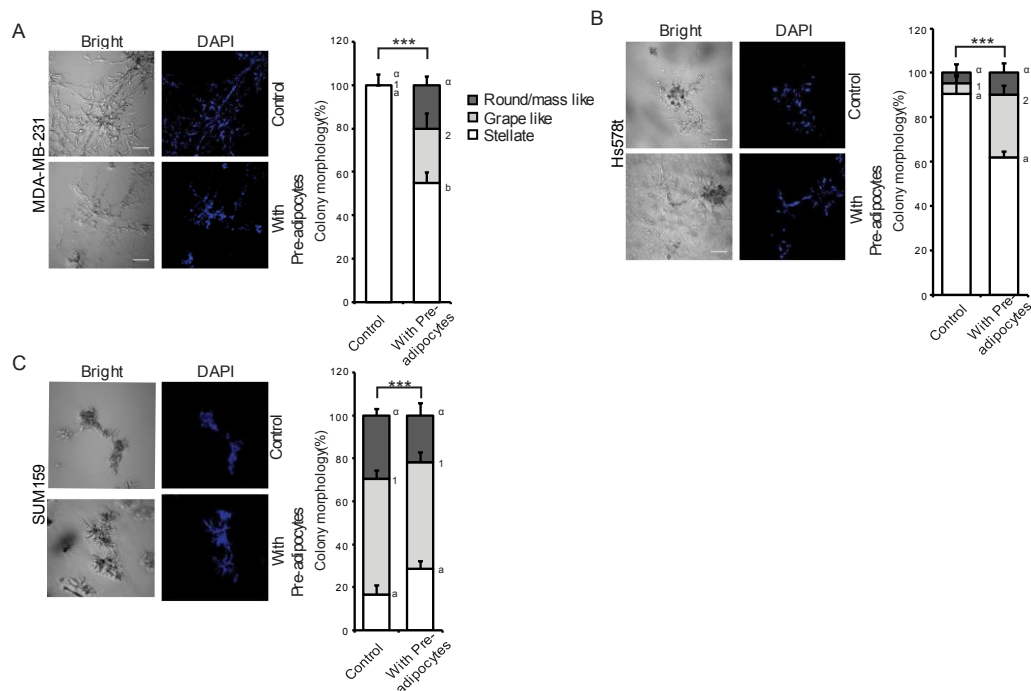 A
Bright
DAPI
MDA-MB-231
Control
With
Pre-adipocytes
Colony morphology(%)
120
100
80
60
40
20
0
***
α
1
a
α
2
b
Control
With Pre-
adipocytes
Round/mass like
Grape like
Stellate
B
Bright
DAPI
Hs578t
Control
With
Pre-adipocytes
Colony morphology(%)
120
100
80
60
40
20
0
***
α
1
a
α
2
a
Control
With Pre-
adipocytes
C
Bright
DAPI
SUM159
Control
With
Pre-adipocytes
Colony morphology(%)
120
100
80
60
40
20
0
***
α
1
a
α
1
a
Control
With Pre-
adipocytes